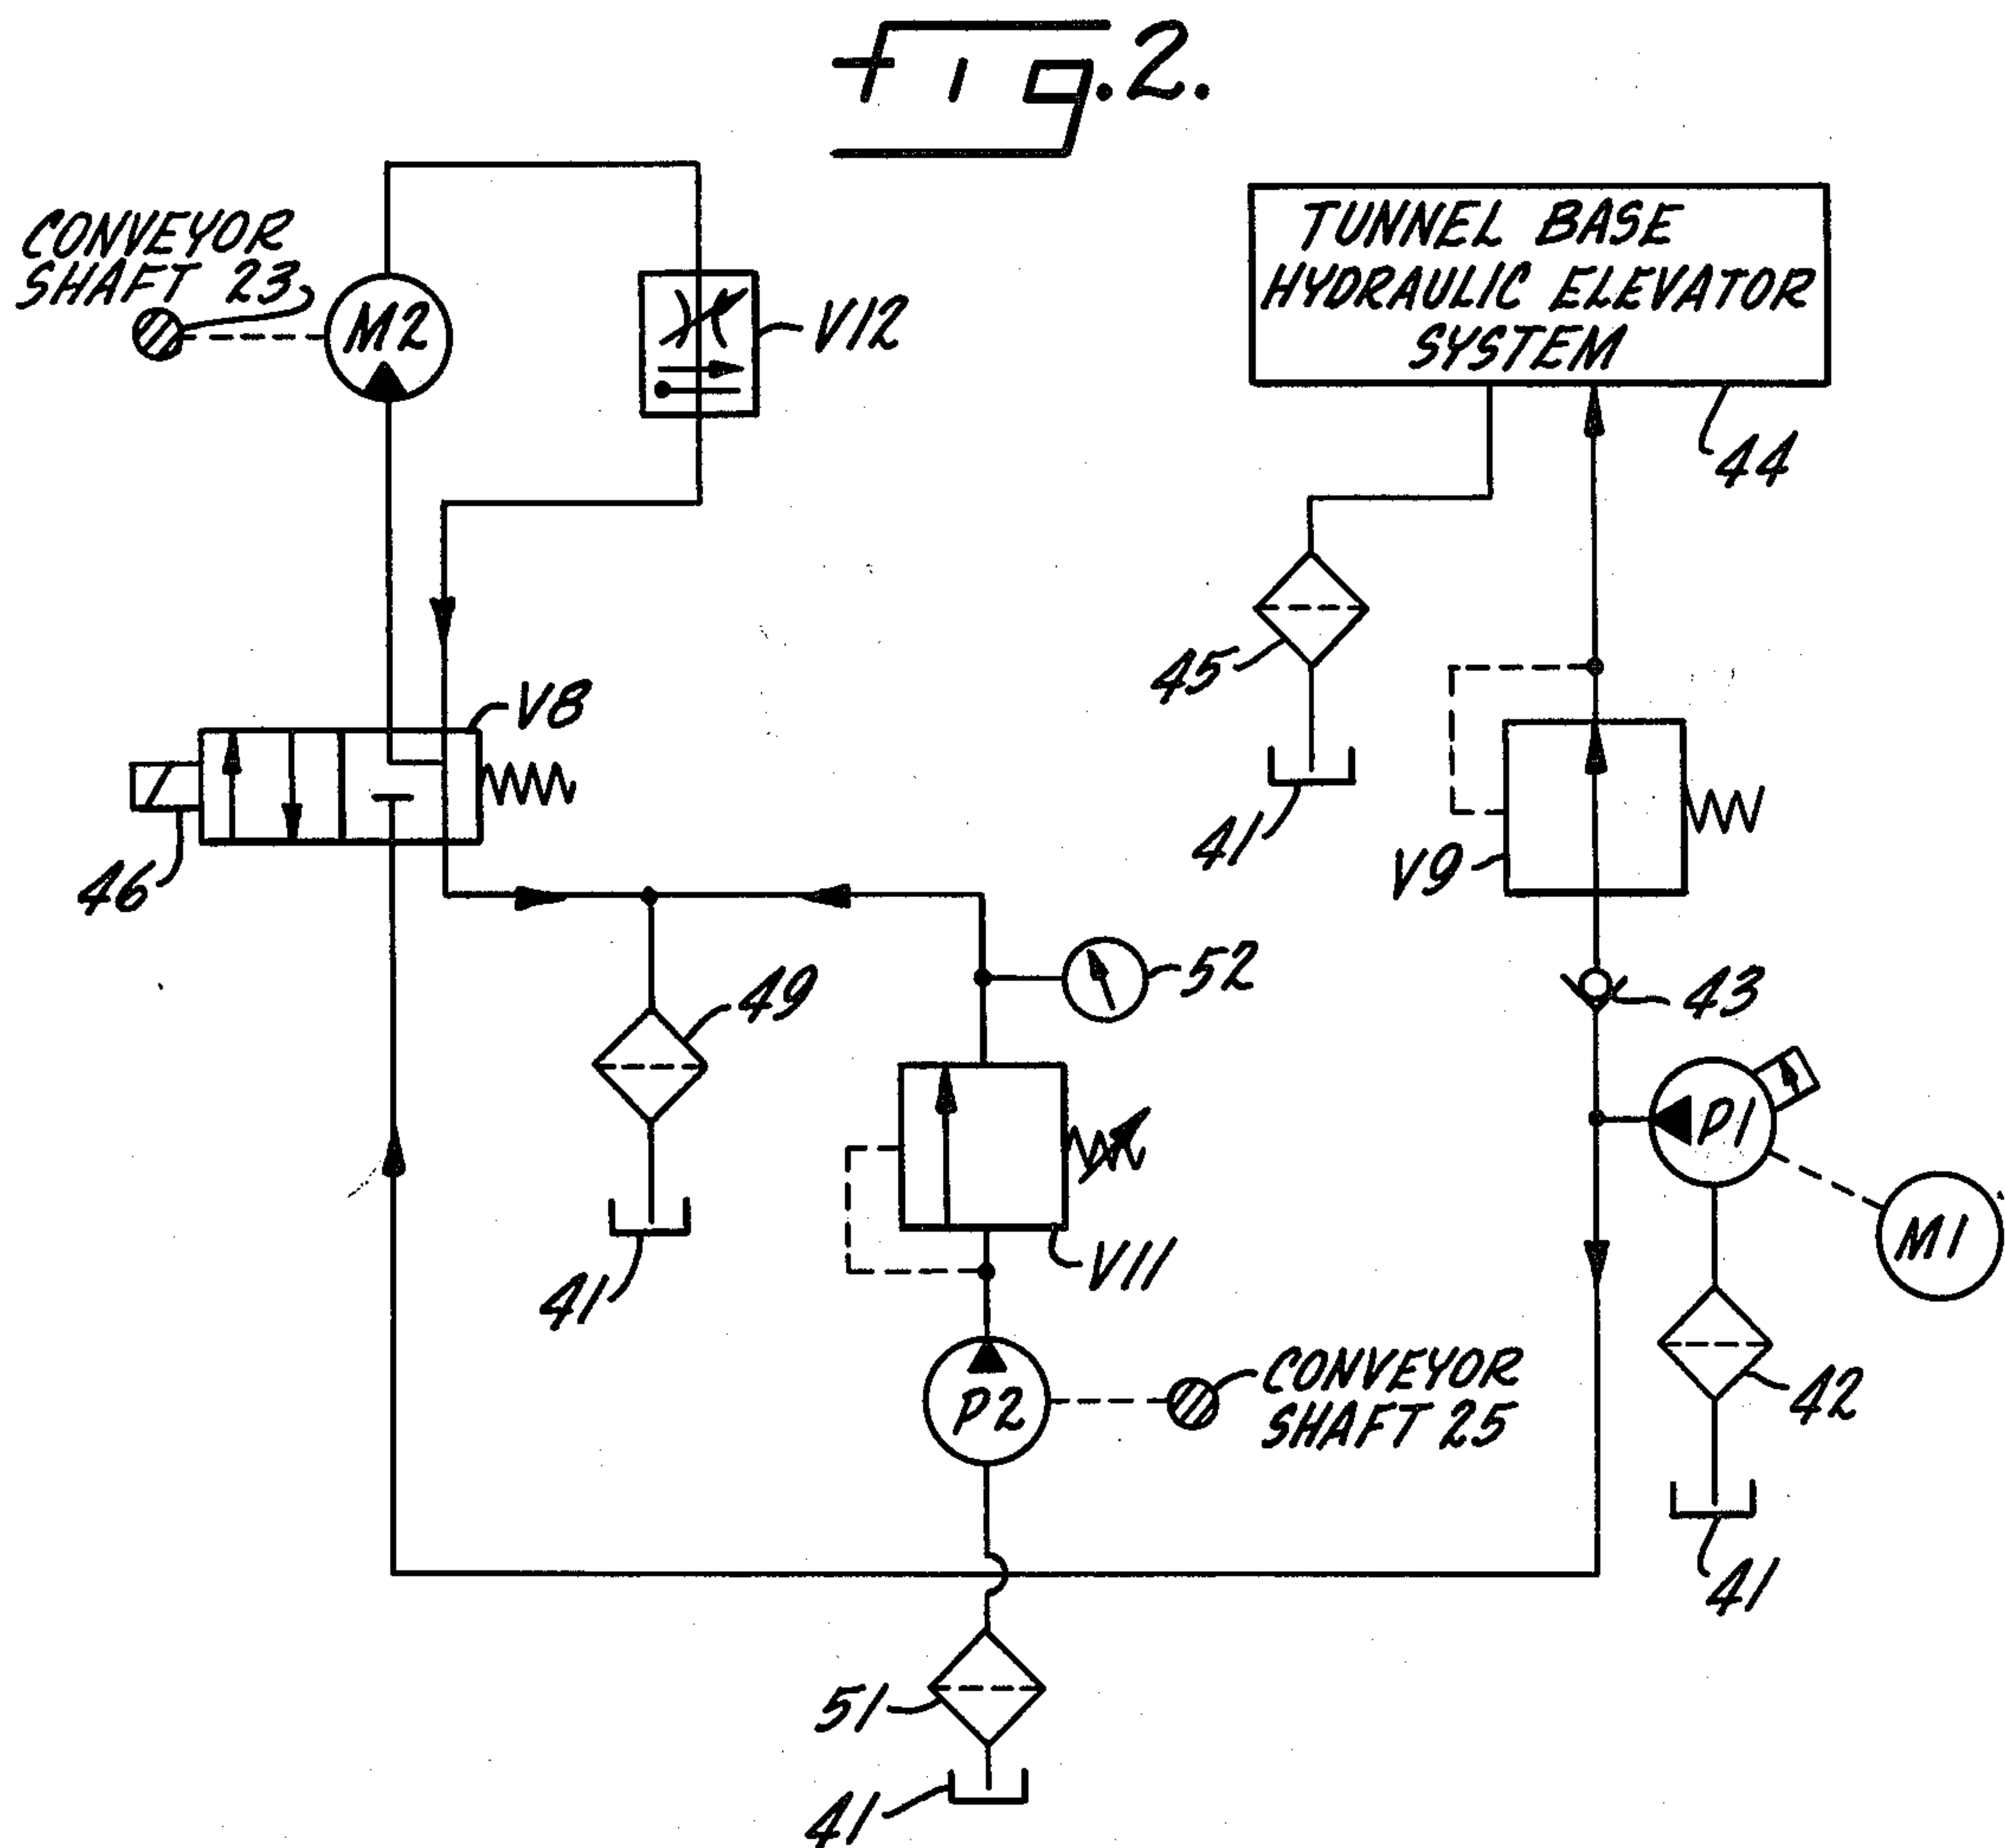 Fig. 2.
CONVEYOR
SHAFT 23
M2
V12
TUNNEL BASE
HYDRAULIC ELEVATOR
SYSTEM
44
45
41
V8
46
V9
52
43
49
P1
M1
V11
41
P2
CONVEYOR
SHAFT 25
42
41
51
41